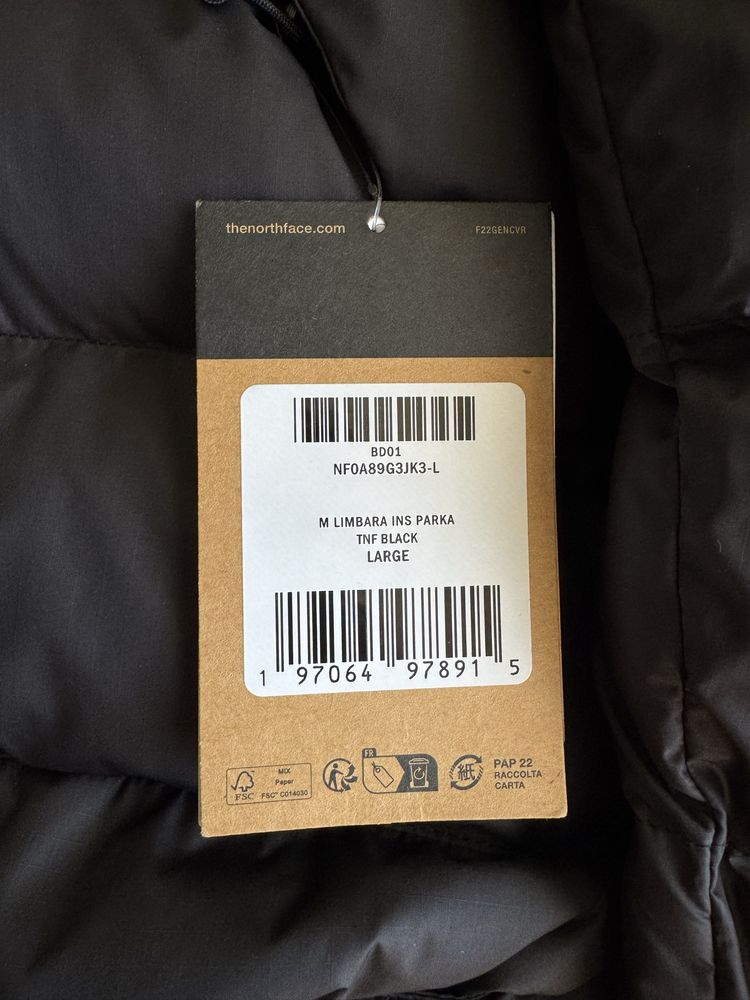 thenorthface.com
F22GENCVR
BD01
NF0A89G3JK3-L
M LIMBARA INS PARKA
TNF BLACK
LARGE
1 97064 97891 5
FSC
MIX
Paper
FSC™ C014030
FR
紙
PAP 22
RACCOLTA
CARTA